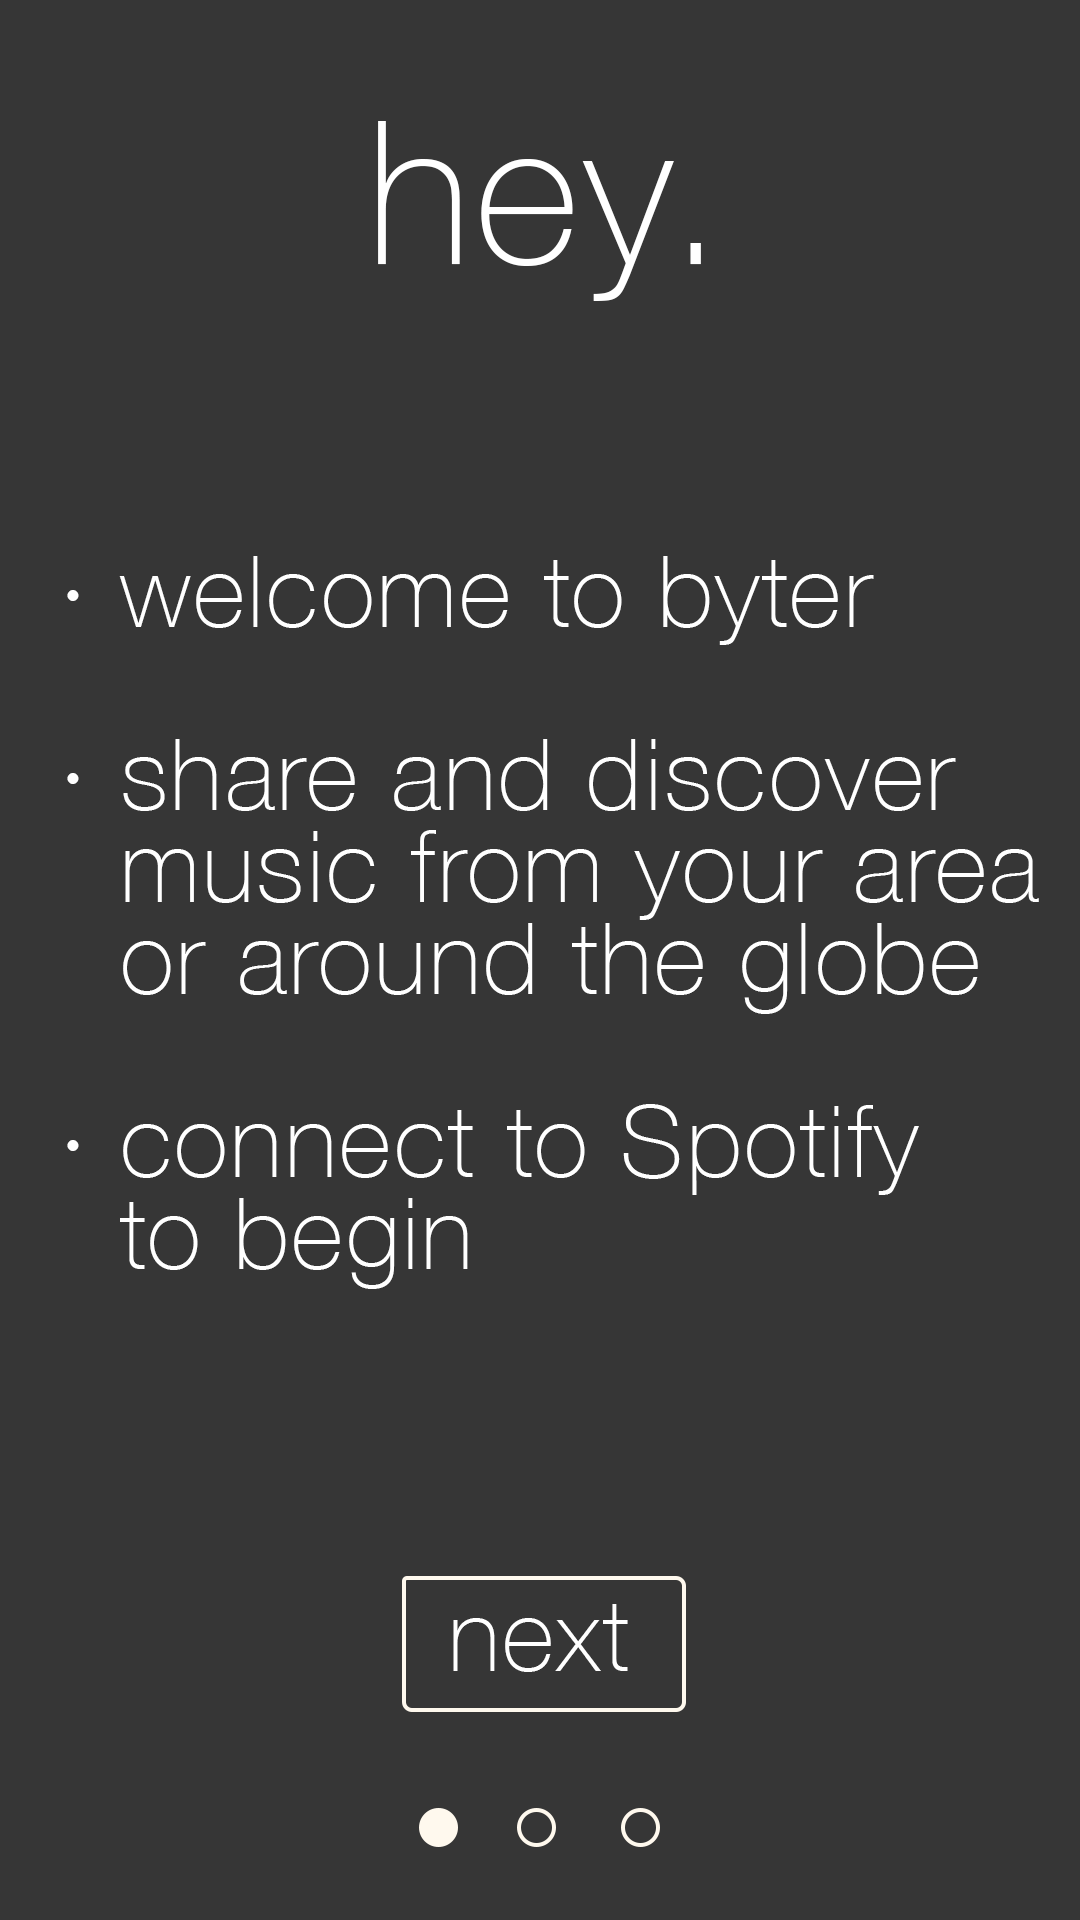 hey.
· welcome to byter
· share and discover
music from your area
or around the globe
· connect to Spotify
to begin
next